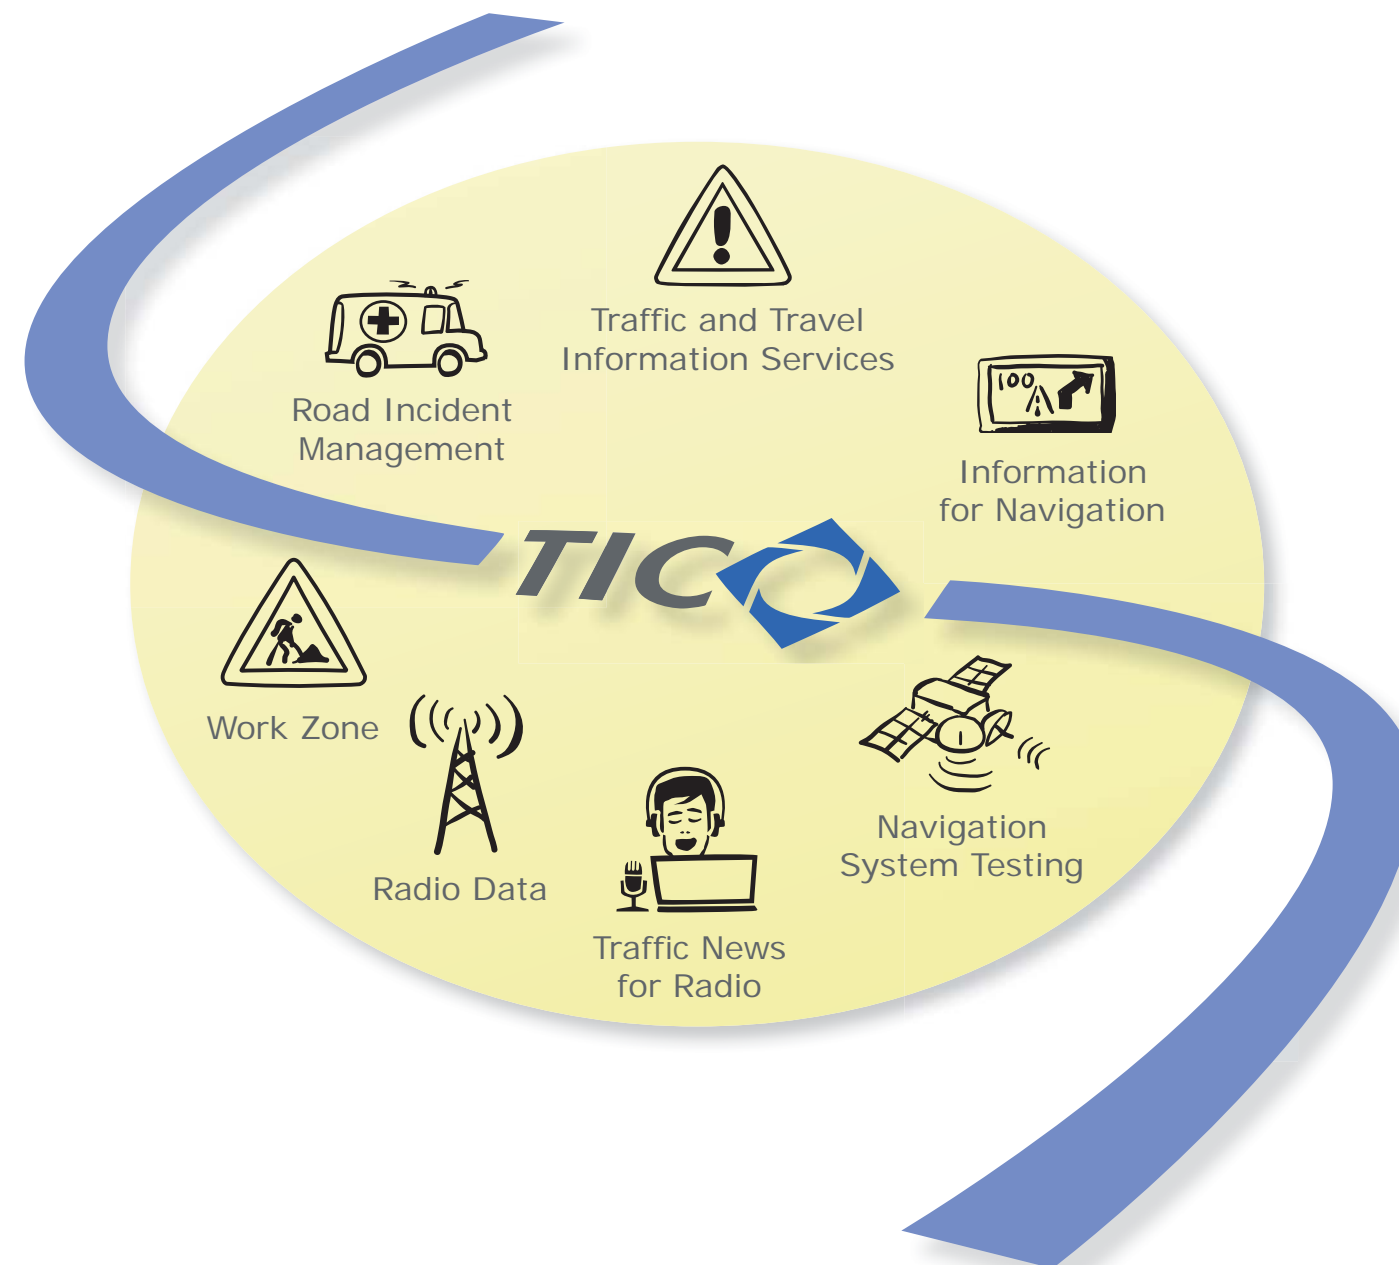 Traffic and Travel
Information Services
Road Incident
Management
100
Information
for Navigation
TIC
Work Zone
Radio Data
Navigation
System Testing
Traffic News
for Radio